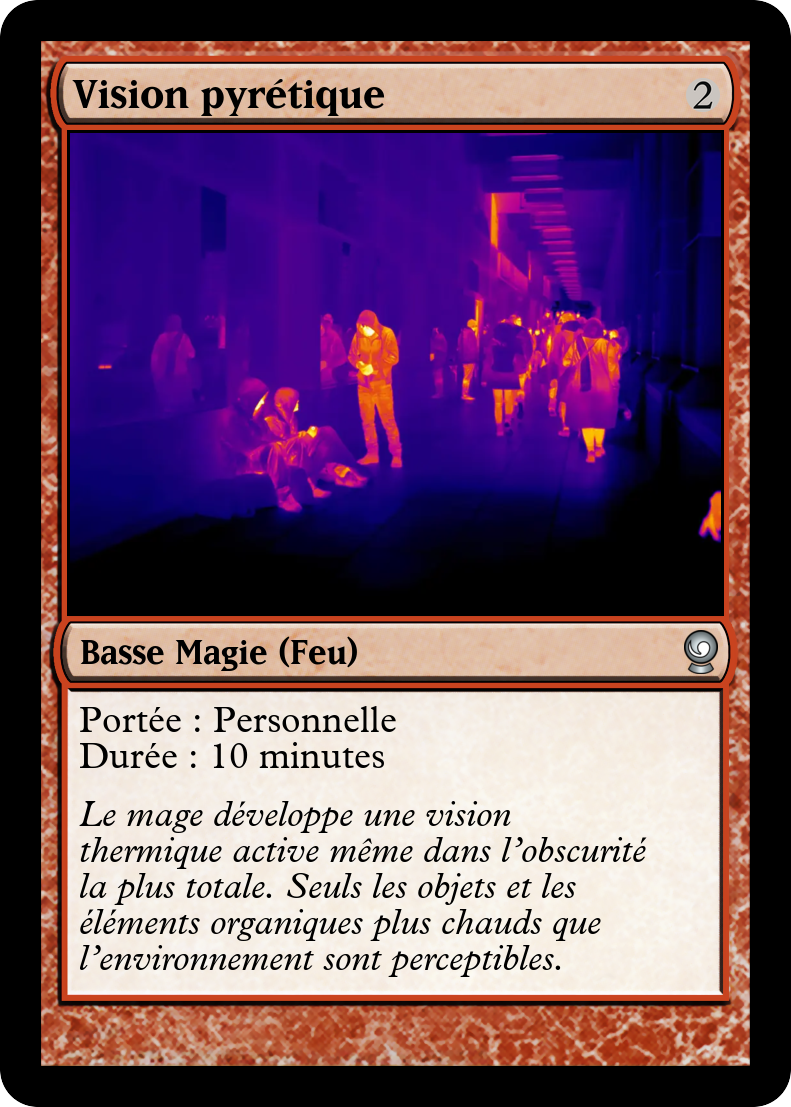 Vision pyrétique
2
Basse Magie (Feu)
Portée : Personnelle
Durée : 10 minutes
Le mage développe une vision
thermique active même dans l'obscurité
la plus totale. Seuls les objets et les
éléments organiques plus chauds que
l'environnement sont perceptibles.